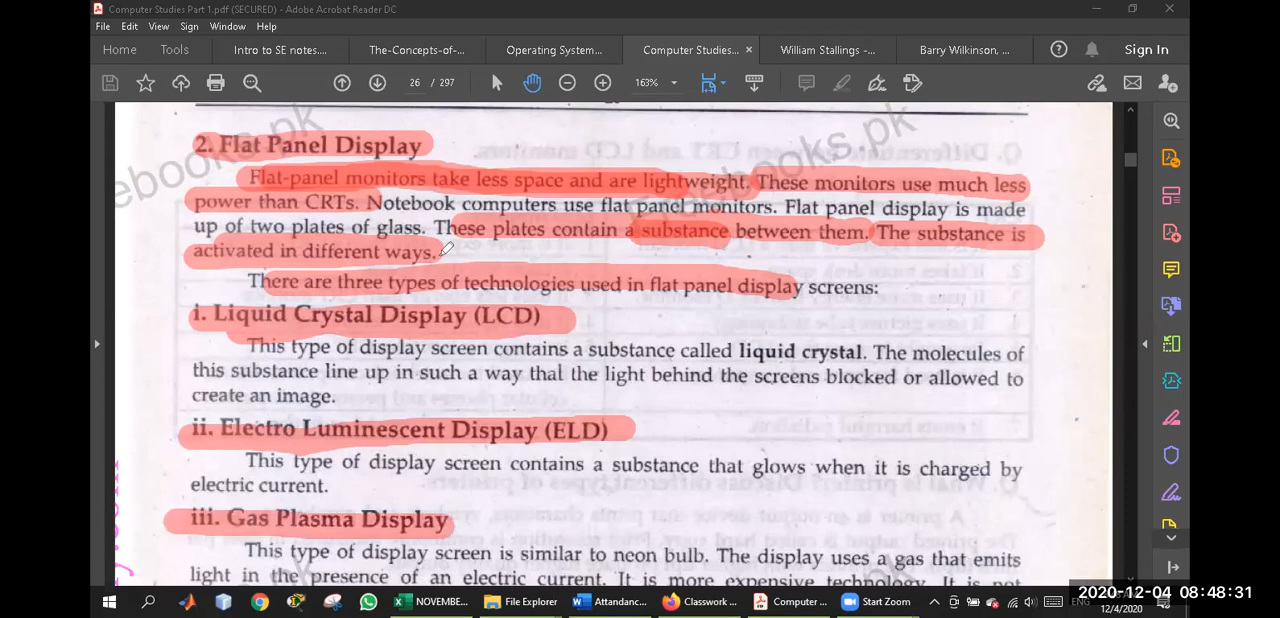 Computer Studies Part 1.pdf (SECURED) - Adobe Acrobat Reader DC
File Edit View Sign Window Help
Home Tools Intro to SE notes.... The-Concepts-of-... Operating System... Computer Studies... × William Stallings -... Barry Wilkinson, ... Sign In
26 / 297 163%
2. Flat Panel Display
Flat-panel monitors take less space and are lightweight. These monitors use much less
power than CRTs. Notebook computers use flat panel monitors. Flat panel display is made
up of two plates of glass. These plates contain a substance between them. The substance is
activated in different ways.
There are three types of technologies used in flat panel display screens:
i. Liquid Crystal Display (LCD)
This type of display screen contains a substance called liquid crystal. The molecules of
this substance line up in such a way that the light behind the screens blocked or allowed to
create an image.
ii. Electro Luminescent Display (ELD)
This type of display screen contains a substance that glows when it is charged by
electric current.
iii. Gas Plasma Display
This type of display screen is similar to neon bulb. The display uses a gas that emits
light in the presence of an electric current. It is more expensive technology. It is not
NOVEMBE... File Explorer Attandanc... Classwork ... Computer ... Start Zoom ENG
2020-12-04 08:48:31
12/4/2020